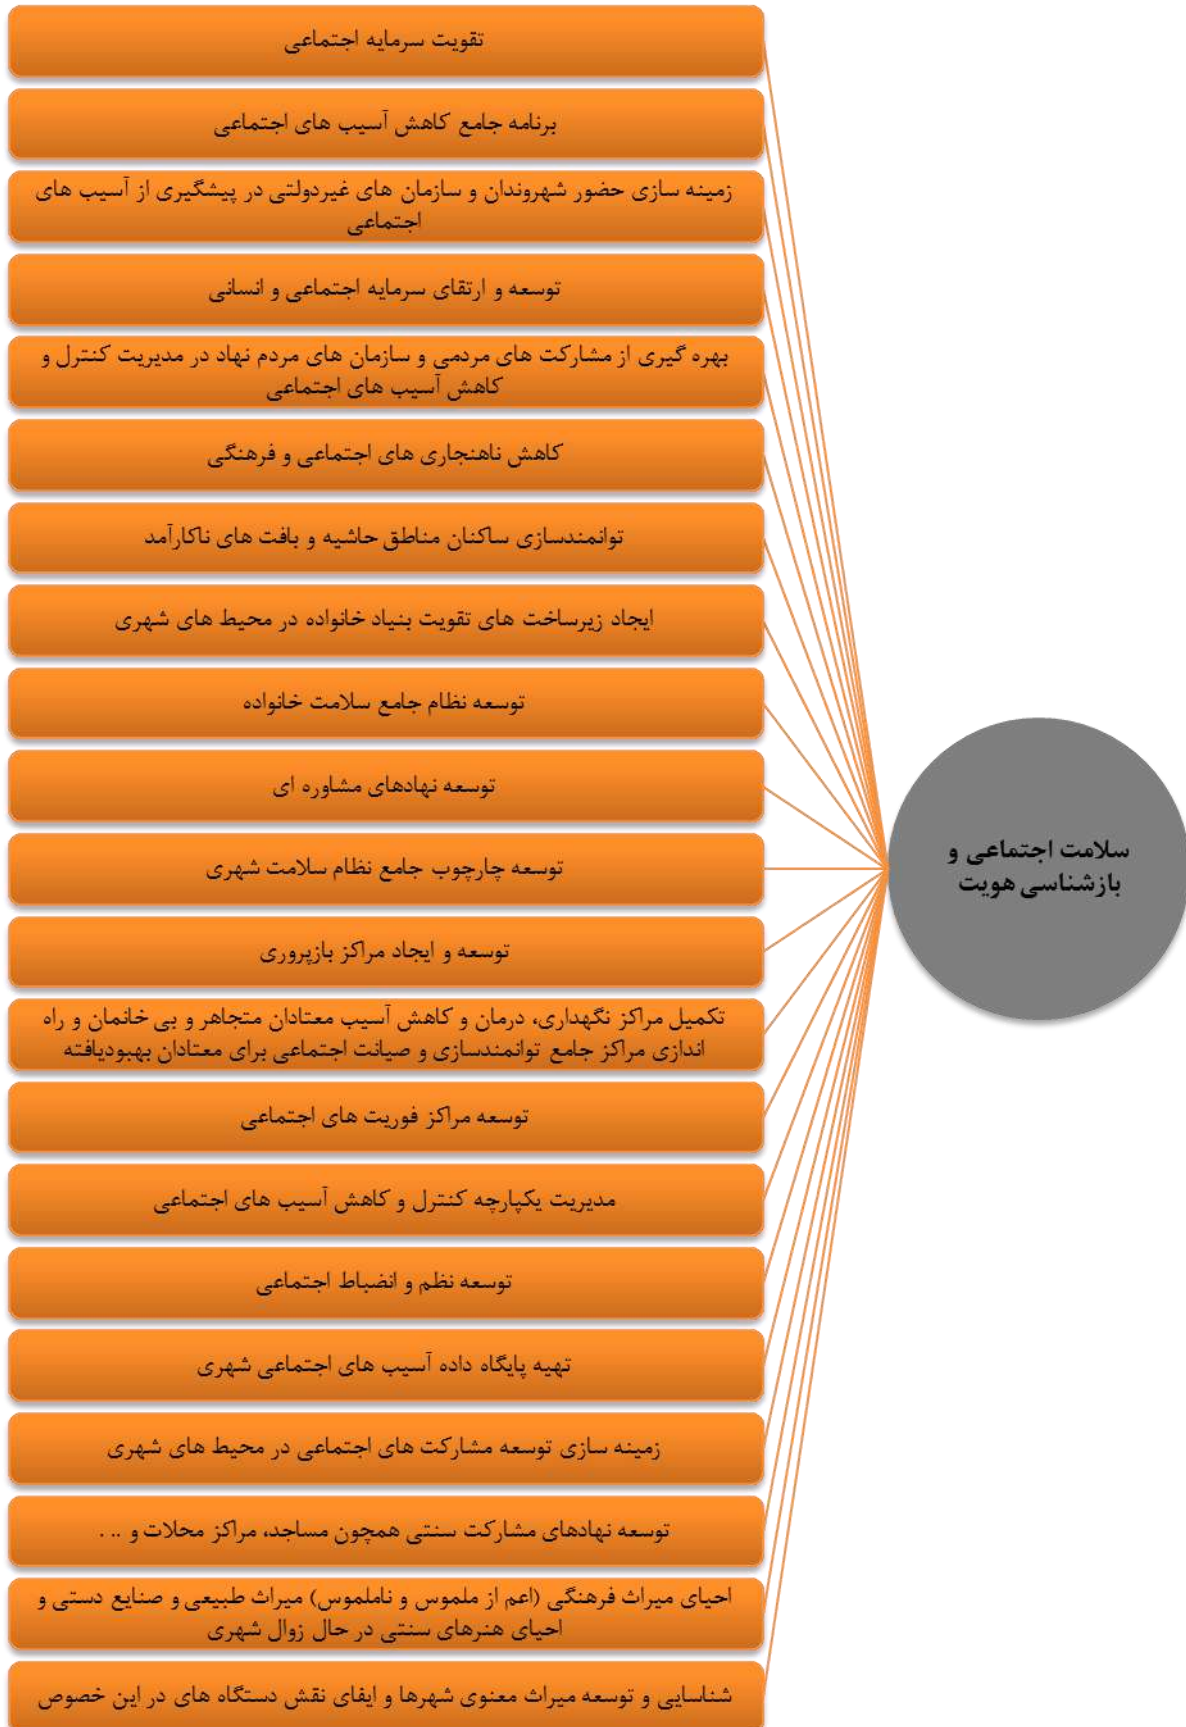 سلامت اجتماعی و
بازشناسی هویت
تقویت سرمایه اجتماعی
برنامه جامع کاهش آسیب های اجتماعی
زمینه سازی حضور شهروندان و سازمان های غیردولتی در پیشگیری از آسیب های
اجتماعی
توسعه و ارتقای سرمایه اجتماعی و انسانی
بهره گیری از مشارکت های مردمی و سازمان های مردم نهاد در مدیریت کنترل و
کاهش آسیب های اجتماعی
کاهش ناهنجاری های اجتماعی و فرهنگی
توانمندسازی ساکنان مناطق حاشیه و بافت های ناکارآمد
ایجاد زیرساخت های تقویت بنیاد خانواده در محیط های شهری
توسعه نظام جامع سلامت خانواده
توسعه نهادهای مشاوره ای
توسعه چارچوب جامع نظام سلامت شهری
توسعه و ایجاد مراکز بازپروری
تکمیل مراکز نگهداری، درمان و کاهش آسیب معتادان متجاهر و بی خانمان و راه
اندازی مراکز جامع توانمندسازی و صیانت اجتماعی برای معتادان بهبودیافته
توسعه مراکز فوریت های اجتماعی
مدیریت یکپارچه کنترل و کاهش آسیب های اجتماعی
توسعه نظم و انضباط اجتماعی
تهیه پایگاه داده آسیب های اجتماعی شهری
زمینه سازی توسعه مشارکت های اجتماعی در محیط های شهری
توسعه نهادهای مشارکت سنتی همچون مساجد، مراکز محلات و ...
احیای میراث فرهنگی (اعم از ملموس و ناملموس) میراث طبیعی و صنایع دستی و
احیای هنرهای سنتی در حال زوال شهری
شناسایی و توسعه میراث معنوی شهرها و ایفای نقش دستگاه های در این خصوص